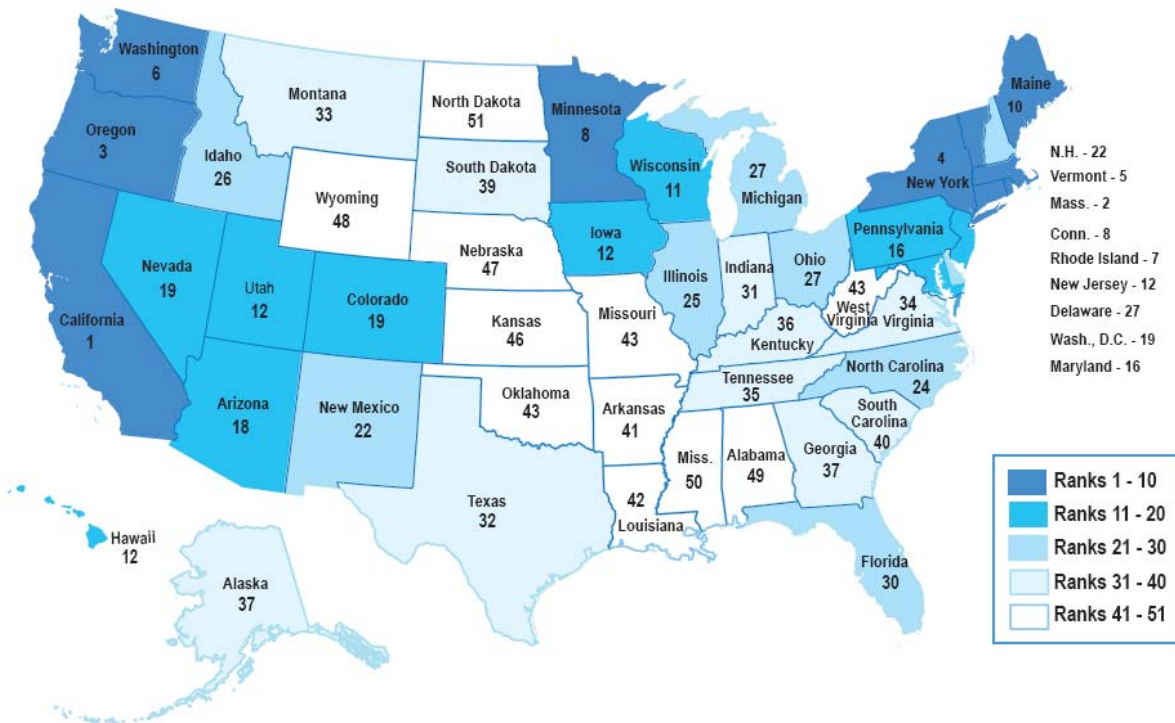 Washington
6
Oregon
3
California
1
Idaho
26
Nevada
19
Montana
33
Wyoming
48
Utah
12
Arizona
18
Colorado
19
New Mexico
22
North Dakota
51
South Dakota
39
Nebraska
47
Kansas
46
Oklahoma
43
Texas
32
Minnesota
8
Iowa
12
Missouri
43
Arkansas
41
42
Louisiana
Wisconsin
11
Illinois
25
27
Michigan
Indiana
31
Ohio
27
36
Kentucky
Tennessee
35
Miss.
50
Alabama
49
Georgia
37
Florida
30
South
Carolina
40
North Carolina
24
43
West
Virginia
34
Virginia
Pennsylvania
16
4
New York
Maine
10
N.H. - 22
Vermont - 5
Mass. - 2
Conn. - 8
Rhode Island - 7
New Jersey - 12
Delaware - 27
Wash., D.C. - 19
Maryland - 16
Hawaii
12
Alaska
37
Ranks 1 - 10
Ranks 11 - 20
Ranks 21 - 30
Ranks 31 - 40
Ranks 41 - 51